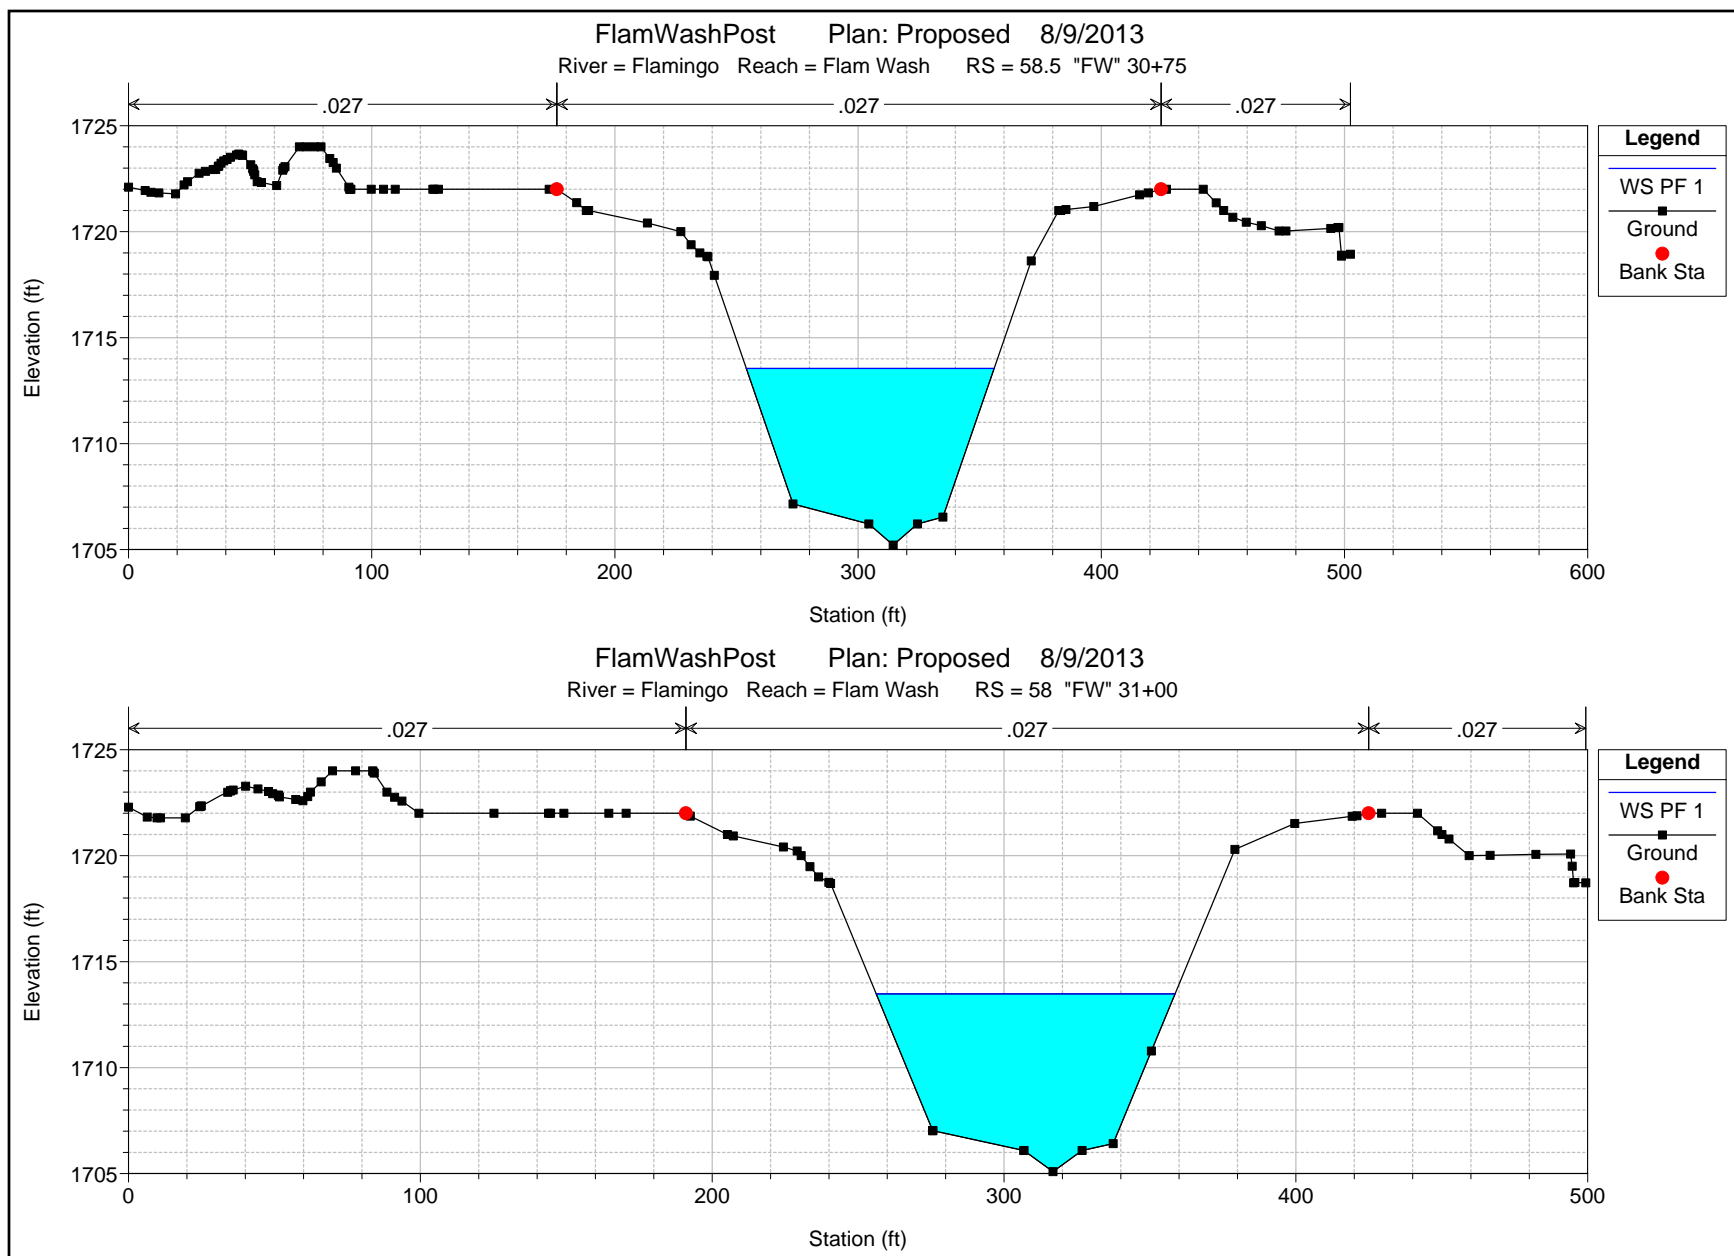 FlamWashPost Plan: Proposed 8/9/2013
River = Flamingo Reach = Flam Wash RS = 58.5 "FW" 30+75
.027 .027 .027
1725
1720
1715
1710
1705
Elevation (ft)
0 100 200 300 400 500 600
Station (ft)
Legend
WS PF 1
Ground
Bank Sta
FlamWashPost Plan: Proposed 8/9/2013
River = Flamingo Reach = Flam Wash RS = 58 "FW" 31+00
.027 .027 .027
1725
1720
1715
1710
1705
Elevation (ft)
0 100 200 300 400 500
Station (ft)
Legend
WS PF 1
Ground
Bank Sta